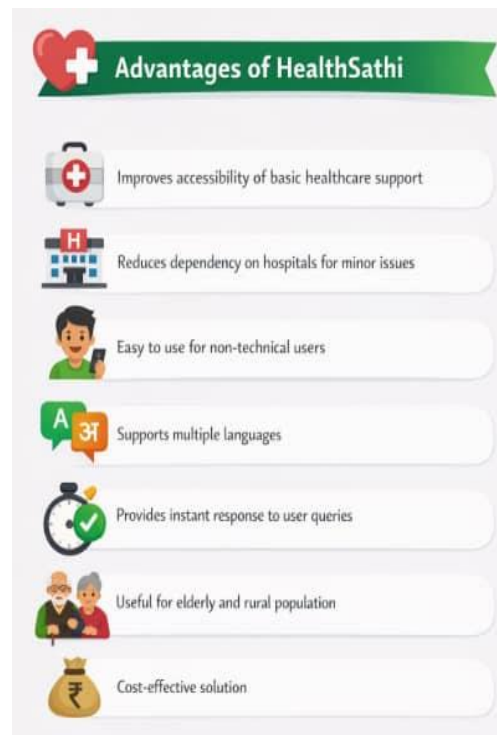 Advantages of HealthSathi
Improves accessibility of basic healthcare support
H
Reduces dependency on hospitals for minor issues
Easy to use for non-technical users
A
अ
Supports multiple languages
Provides instant response to user queries
Useful for elderly and rural population
₹
Cost-effective solution